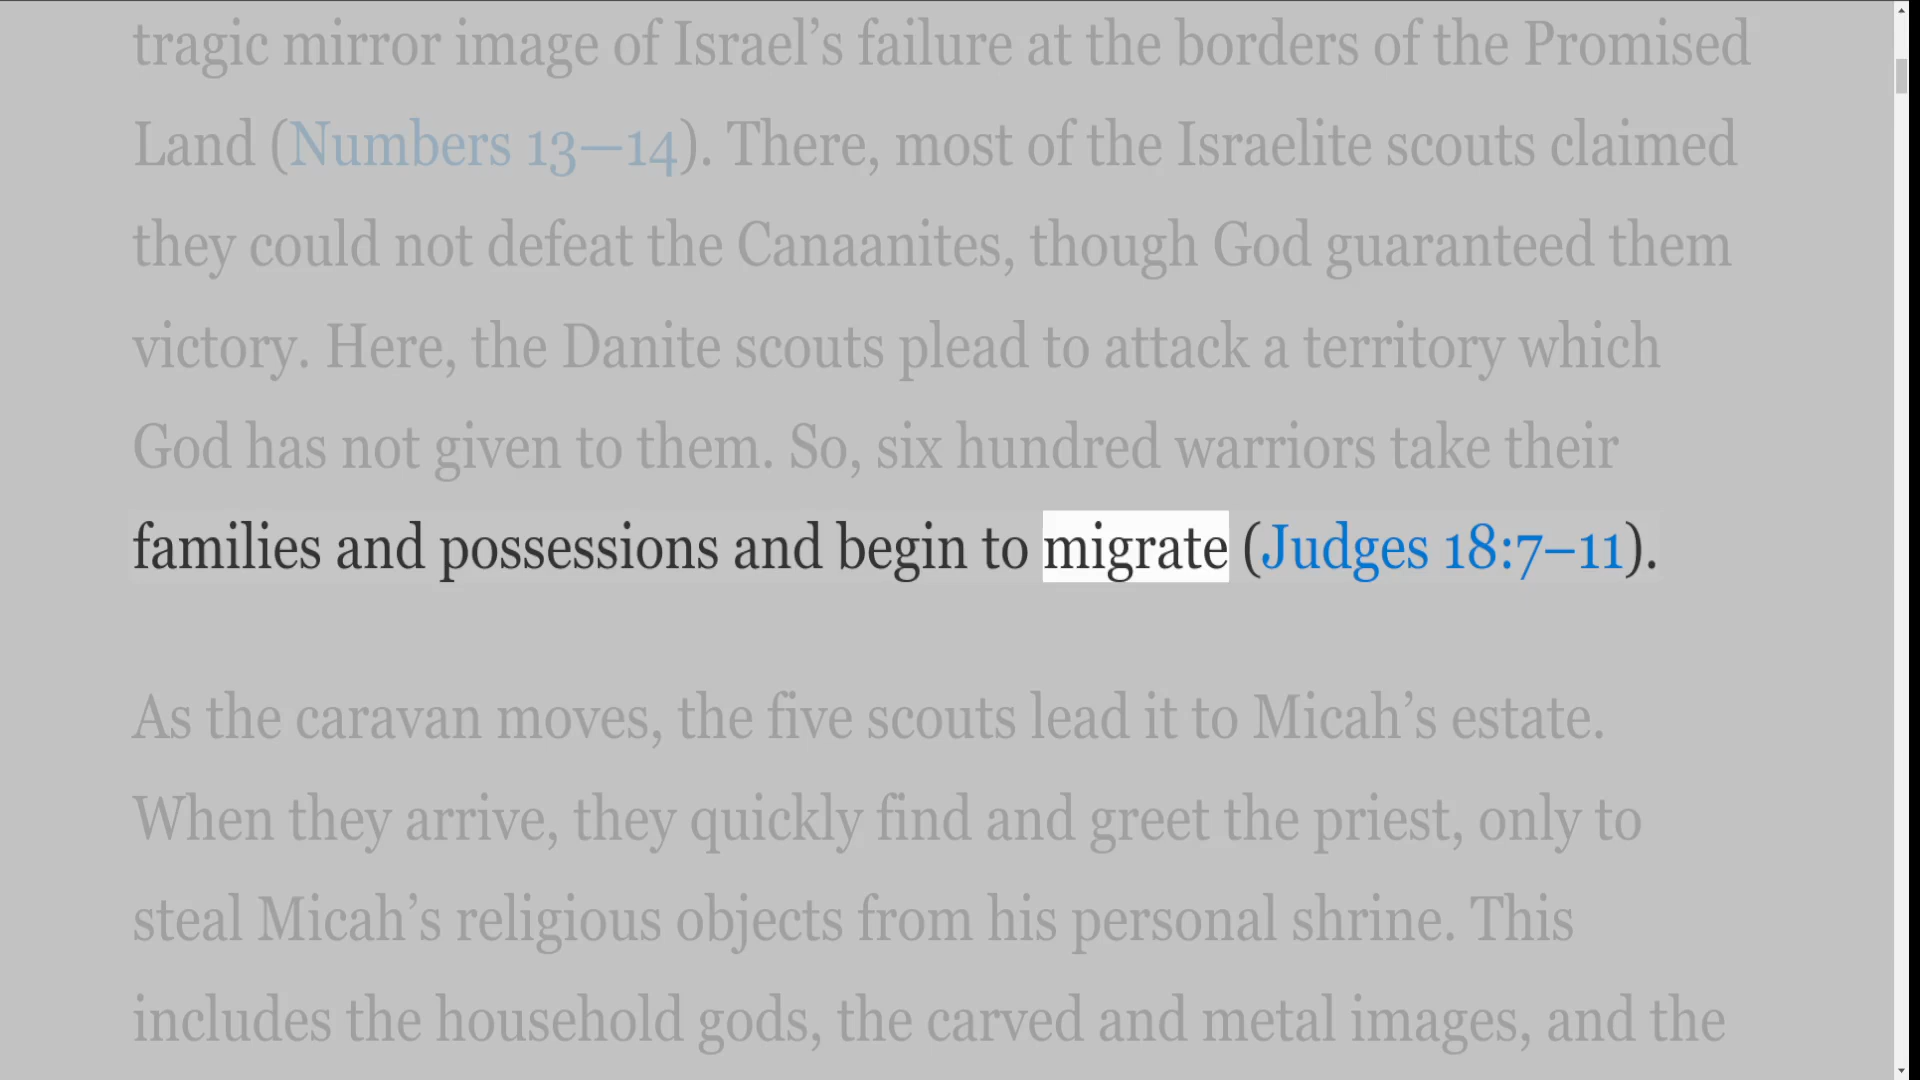 tragic mirror image of Israel’s failure at the borders of the Promised
Land (Numbers 13—14). There, most of the Israelite scouts claimed
they could not defeat the Canaanites, though God guaranteed them
victory. Here, the Danite scouts plead to attack a territory which
God has not given to them. So, six hundred warriors take their
families and possessions and begin to migrate (Judges 18:7–11).
As the caravan moves, the five scouts lead it to Micah’s estate.
When they arrive, they quickly find and greet the priest, only to
steal Micah’s religious objects from his personal shrine. This
includes the household gods, the carved and metal images, and the